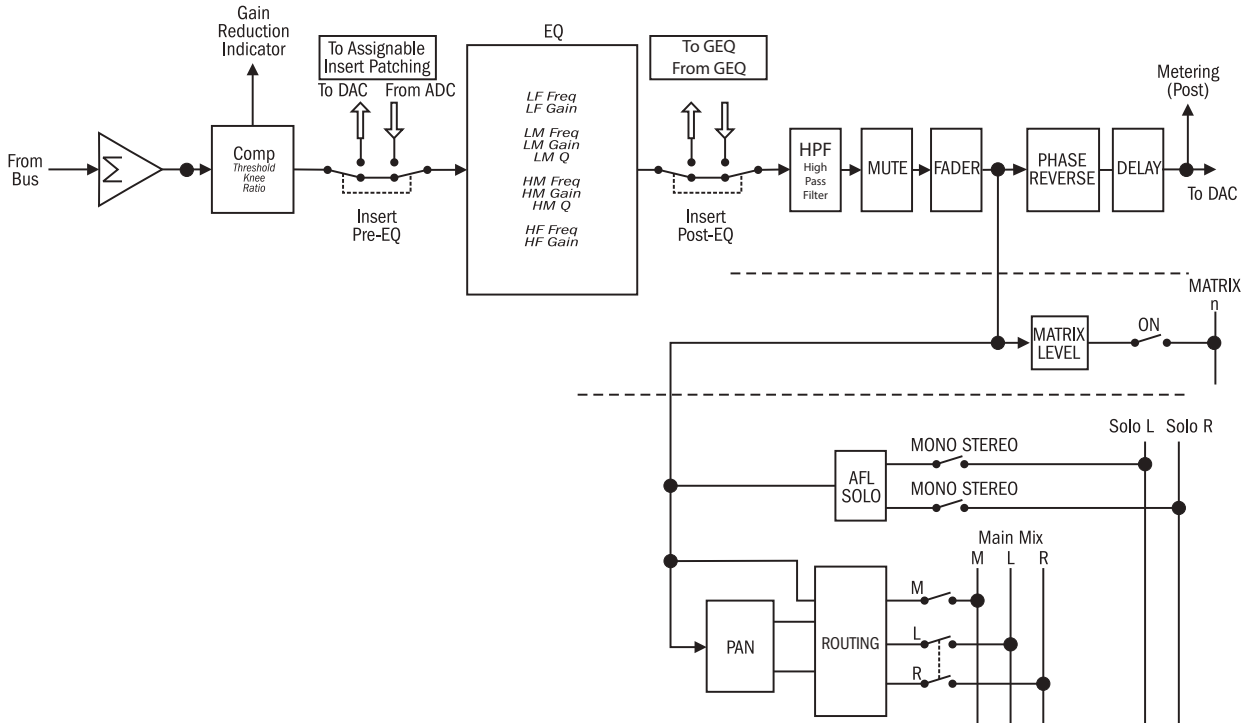 Gain
Reduction
Indicator
To Assignable
Insert Patching
To DAC
From ADC
EQ
To GEQ
From GEQ
Metering
(Post)
From
Bus
Σ
Comp
Threshold
Knee
Ratio
Insert
Pre-EQ
LF Freq
LF Gain
LM Freq
LM Gain
LM Q
HM Freq
HM Gain
HM Q
HF Freq
HF Gain
Insert
Post-EQ
HPF
High
Pass
Filter
MUTE
FADER
PHASE
REVERSE
DELAY
To DAC
MATRIX
n
MATRIX
LEVEL
ON
Solo L
Solo R
AFL
SOLO
MONO STEREO
MONO STEREO
Main Mix
M
L
R
PAN
ROUTING
M
L
R